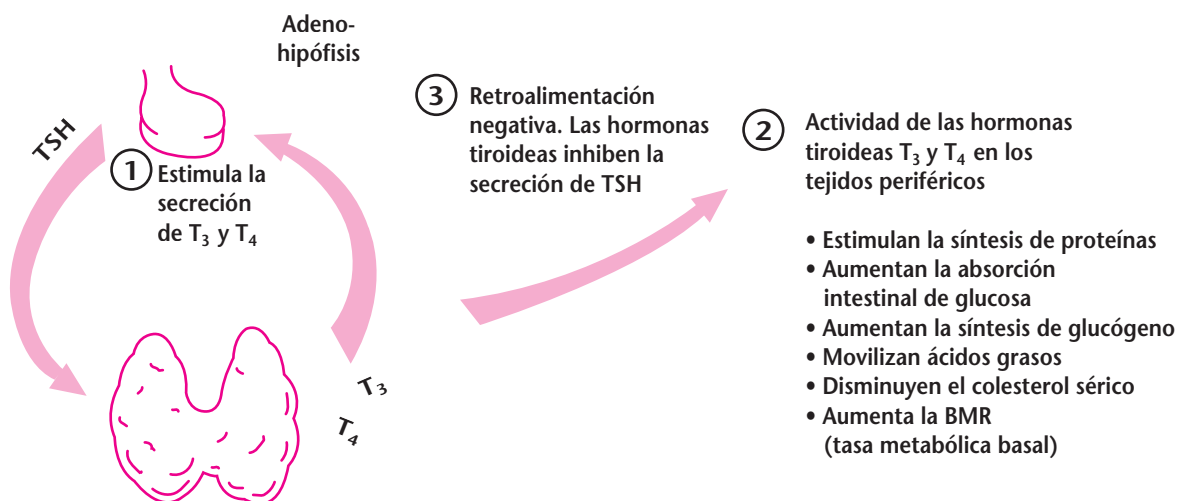 Adeno-
hipófisis
TSH
1 Estimula la
secreción
de T₃ y T₄
T₃
T₄
3 Retroalimentación
negativa. Las hormonas
tiroideas inhiben la
secreción de TSH
2 Actividad de las hormonas
tiroideas T₃ y T₄ en los
tejidos periféricos
• Estimulan la síntesis de proteínas
• Aumentan la absorción
intestinal de glucosa
• Aumentan la síntesis de glucógeno
• Movilizan ácidos grasos
• Disminuyen el colesterol sérico
• Aumenta la BMR
(tasa metabólica basal)